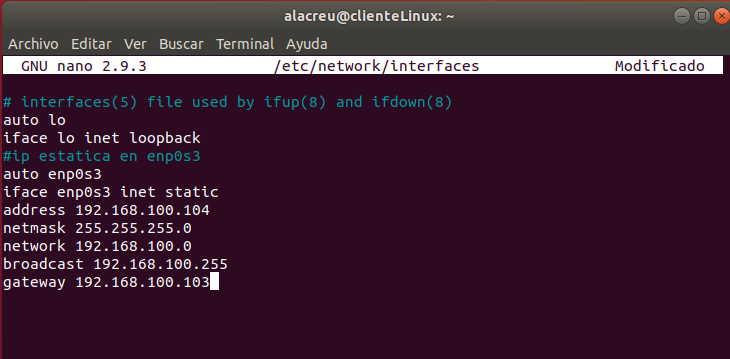 alacreu@clienteLinux: ~
Archivo Editar Ver Buscar Terminal Ayuda
GNU nano 2.9.3 /etc/network/interfaces Modificado
# interfaces(5) file used by ifup(8) and ifdown(8)
auto lo
iface lo inet loopback
#ip estatica en enp0s3
auto enp0s3
iface enp0s3 inet static
address 192.168.100.104
netmask 255.255.255.0
network 192.168.100.0
broadcast 192.168.100.255
gateway 192.168.100.103